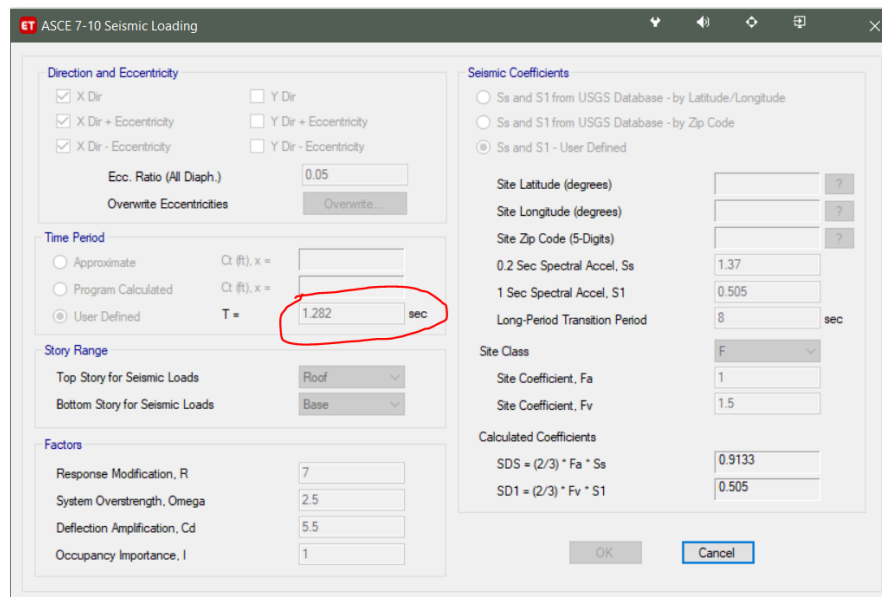 ET ASCE 7-10 Seismic Loading
Direction and Eccentricity
X Dir Y Dir
X Dir + Eccentricity Y Dir + Eccentricity
X Dir - Eccentricity Y Dir - Eccentricity
Ecc. Ratio (All Diaph.) 0.05
Overwrite Eccentricities Overwrite...
Time Period
Approximate Ct (ft), x =
Program Calculated Ct (ft), x =
User Defined T = 1.282 sec
Story Range
Top Story for Seismic Loads Roof
Bottom Story for Seismic Loads Base
Factors
Response Modification, R 7
System Overstrength, Omega 2.5
Deflection Amplification, Cd 5.5
Occupancy Importance, I 1
Seismic Coefficients
Ss and S1 from USGS Database - by Latitude/Longitude
Ss and S1 from USGS Database - by Zip Code
Ss and S1 - User Defined
Site Latitude (degrees) ?
Site Longitude (degrees) ?
Site Zip Code (5-Digits) ?
0.2 Sec Spectral Accel, Ss 1.37
1 Sec Spectral Accel, S1 0.505
Long-Period Transition Period 8 sec
Site Class F
Site Coefficient, Fa 1
Site Coefficient, Fv 1.5
Calculated Coefficients
SDS = (2/3) * Fa * Ss 0.9133
SD1 = (2/3) * Fv * S1 0.505
OK Cancel